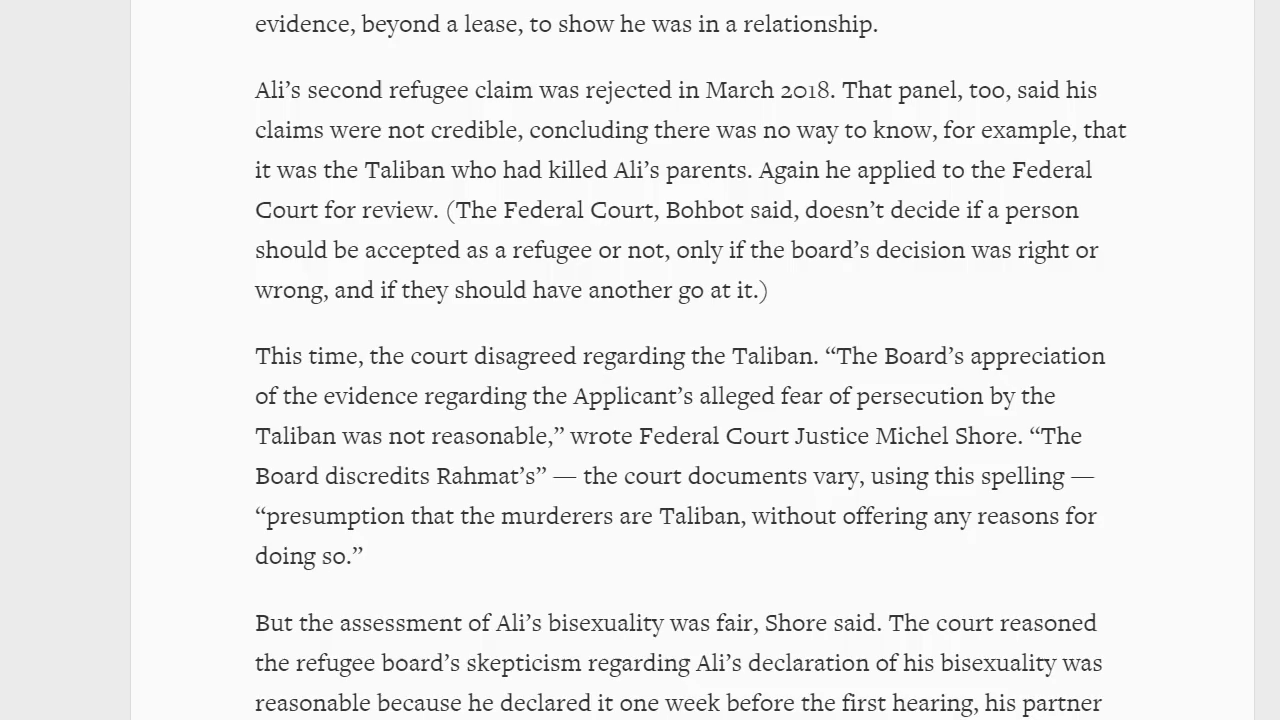 evidence, beyond a lease, to show he was in a relationship.
Ali’s second refugee claim was rejected in March 2018. That panel, too, said his
claims were not credible, concluding there was no way to know, for example, that
it was the Taliban who had killed Ali’s parents. Again he applied to the Federal
Court for review. (The Federal Court, Bohbot said, doesn’t decide if a person
should be accepted as a refugee or not, only if the board’s decision was right or
wrong, and if they should have another go at it.)
This time, the court disagreed regarding the Taliban. “The Board’s appreciation
of the evidence regarding the Applicant’s alleged fear of persecution by the
Taliban was not reasonable,” wrote Federal Court Justice Michel Shore. “The
Board discredits Rahmat’s” — the court documents vary, using this spelling —
“presumption that the murderers are Taliban, without offering any reasons for
doing so.”
But the assessment of Ali’s bisexuality was fair, Shore said. The court reasoned
the refugee board’s skepticism regarding Ali’s declaration of his bisexuality was
reasonable because he declared it one week before the first hearing, his partner